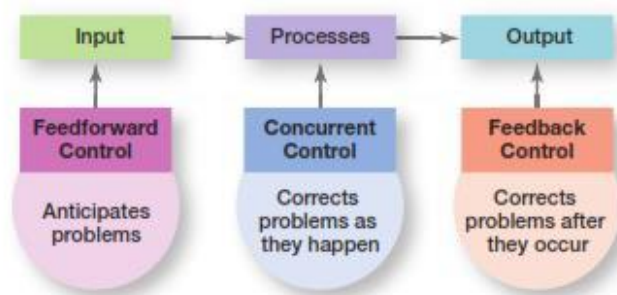 Input
Processes
Output
Feedforward
Control
Concurrent
Control
Feedback
Control
Anticipates
problems
Corrects
problems as
they happen
Corrects
problems after
they occur